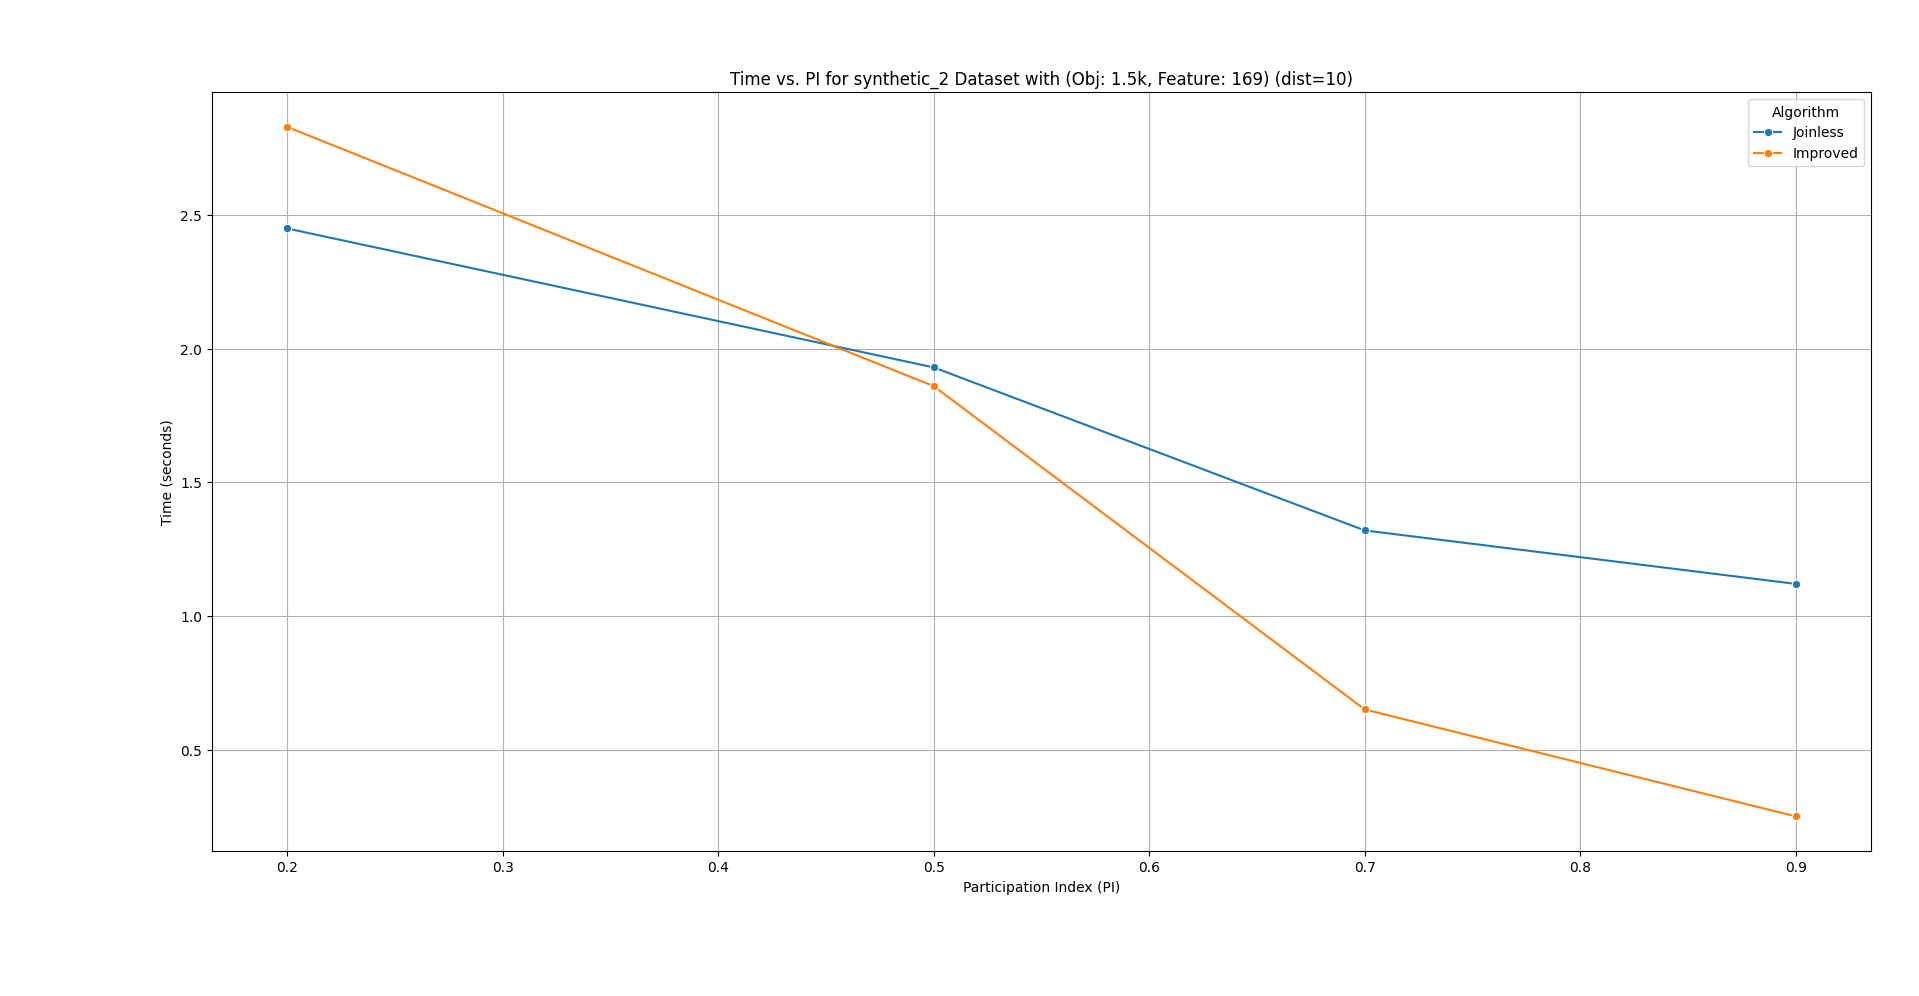 Time vs. PI for synthetic_2 Dataset with (Obj: 1.5k, Feature: 169) (dist=10)
Algorithm
Joinless
Improved
2.5
2.0
1.5
1.0
0.5
Time (seconds)
0.2 0.3 0.4 0.5 0.6 0.7 0.8 0.9
Participation Index (PI)